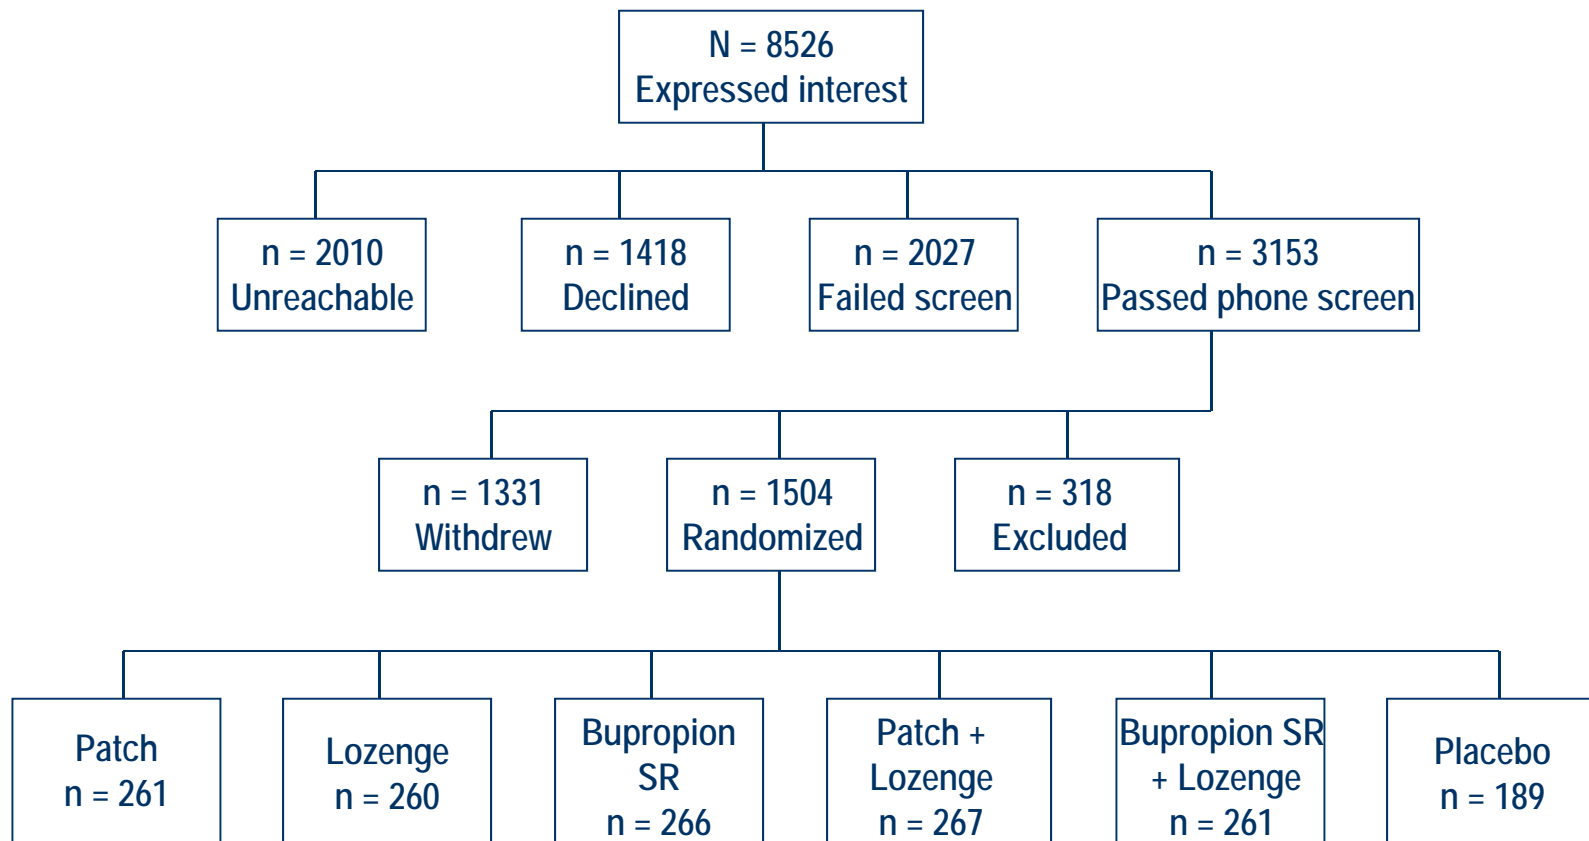 N = 8526
Expressed interest
n = 2010
Unreachable
n = 1418
Declined
n = 2027
Failed screen
n = 3153
Passed phone screen
n = 1331
Withdrew
n = 1504
Randomized
n = 318
Excluded
Patch
n = 261
Lozenge
n = 260
Bupropion
SR
n = 266
Patch +
Lozenge
n = 267
Bupropion SR
+ Lozenge
n = 261
Placebo
n = 189